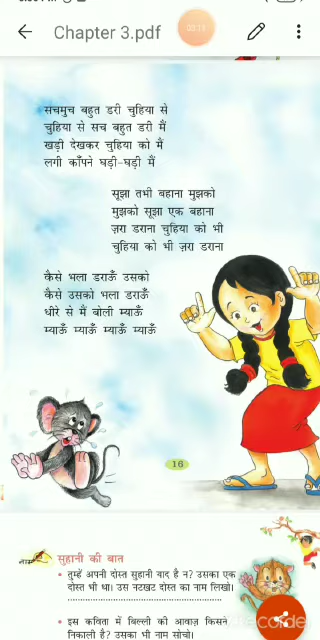 Chapter 3.pdf
सचमुच बहुत डरी चुहिया से
चुहिया से सच बहुत डरी मैं
खड़ी देखकर चुहिया को मैं
लगी काँपने घड़ी-घड़ी मैं
सूझा तभी बहाना मुझको
मुझको सूझा एक बहाना
ज़रा डराना चुहिया को भी
चुहिया को भी ज़रा डराना
कैसे भला डराऊँ उसको
कैसे उसको भला डराऊँ
धीरे से मैं बोली म्याऊँ
म्याऊँ म्याऊँ म्याऊँ म्याऊँ
16
सुहानी की बात
• तुम्हें अपनी दोस्त सुहानी याद है न? उसका एक
दोस्त भी था। उस नटखट दोस्त का नाम लिखो।
• इस कविता में बिल्ली की आवाज़ किसने
निकाली है? उसका भी नाम सोचो।